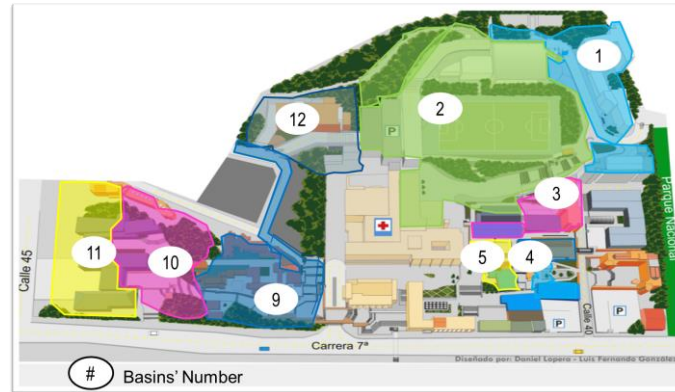 1
2
12
P
3
Parque Nacional
5
4
11
10
9
Calle 45
Calle 40
P
P
Carrera 7ª
Diseñado por: Daniel Lopera - Luis Fernando González
# Basins' Number